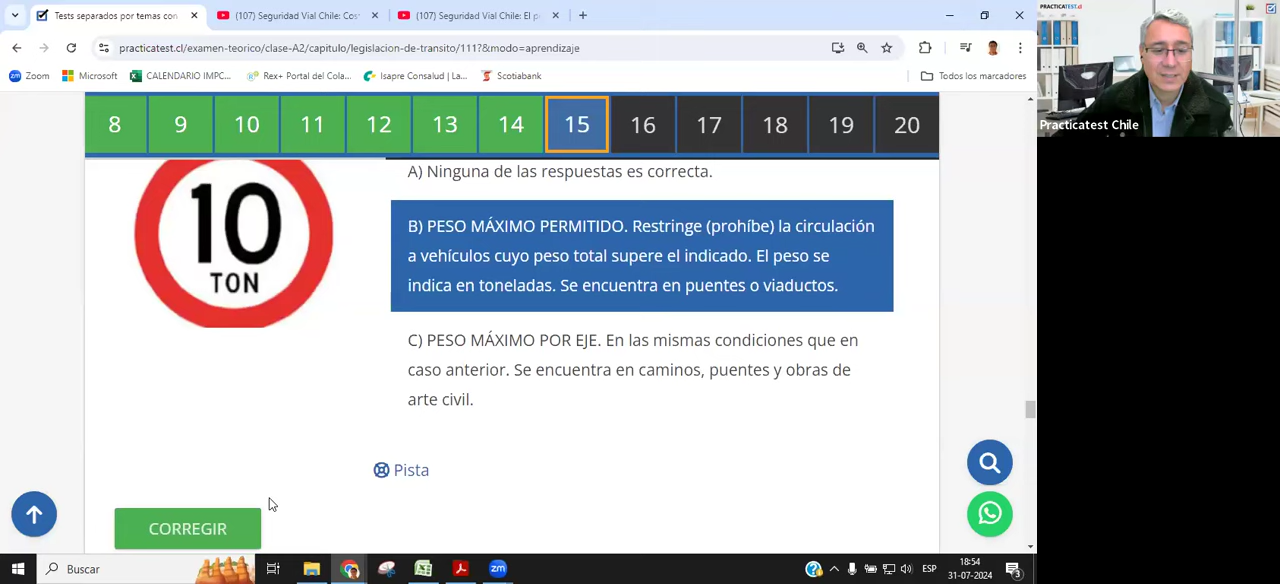 Tests separados por temas con
(107) Seguridad Vial Chile: con
(107) Seguridad Vial Chile: El p
practicatest.cl/examen-teorico/clase-A2/capitulo/legislacion-de-transito/111?&modo=aprendizaje
Zoom
Microsoft
CALENDARIO IMPC...
Rex+ Portal del Col...
Isapre Consalud | La...
Scotiabank
Todos los marcadores
PRACTICATEST.cl
Practicatest Chile
8 9 10 11 12 13 14 15 16 17 18 19 20
10
TON
A) Ninguna de las respuestas es correcta.
B) PESO MÁXIMO PERMITIDO. Restringe (prohíbe) la circulación
a vehículos cuyo peso total supere el indicado. El peso se
indica en toneladas. Se encuentra en puentes o viaductos.
C) PESO MÁXIMO POR EJE. En las mismas condiciones que en
caso anterior. Se encuentra en caminos, puentes y obras de
arte civil.
Pista
CORREGIR
Buscar
zm
ESP
18:54
31-07-2024
3